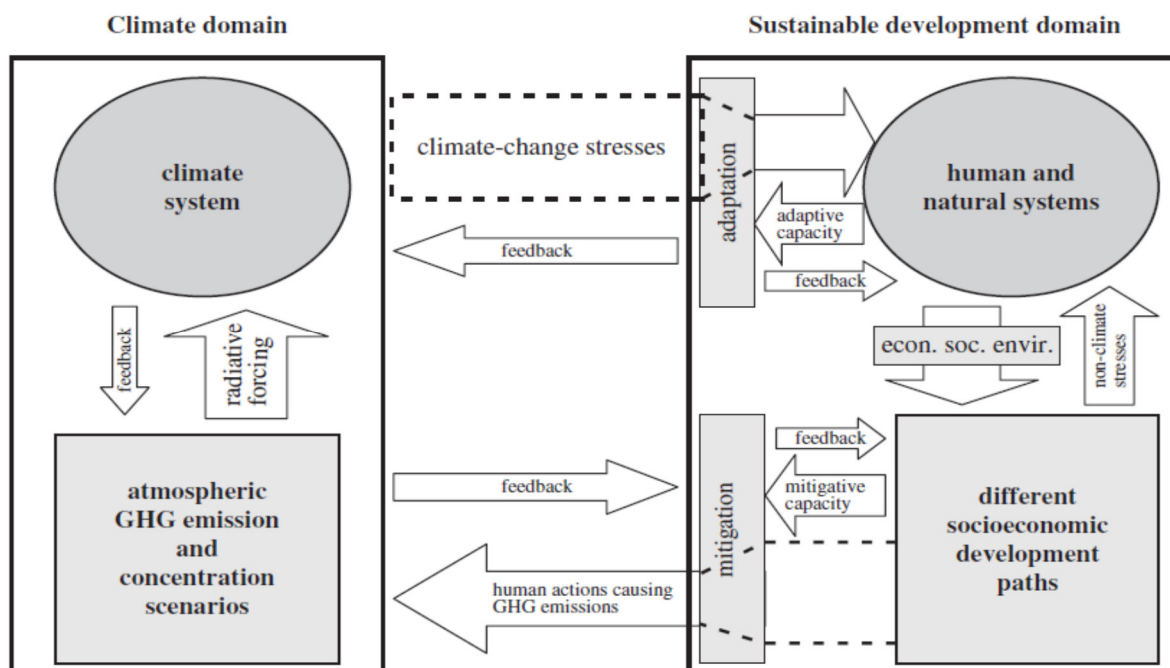 Climate domain
Sustainable development domain
climate
system
climate-change stresses
adaptation
human and
natural systems
adaptive
capacity
feedback
feedback
feedback
radiative
forcing
econ. soc. envir.
non-climate
stresses
atmospheric
GHG emission
and
concentration
scenarios
feedback
mitigation
feedback
mitigative
capacity
different
socioeconomic
development
paths
human actions causing
GHG emissions